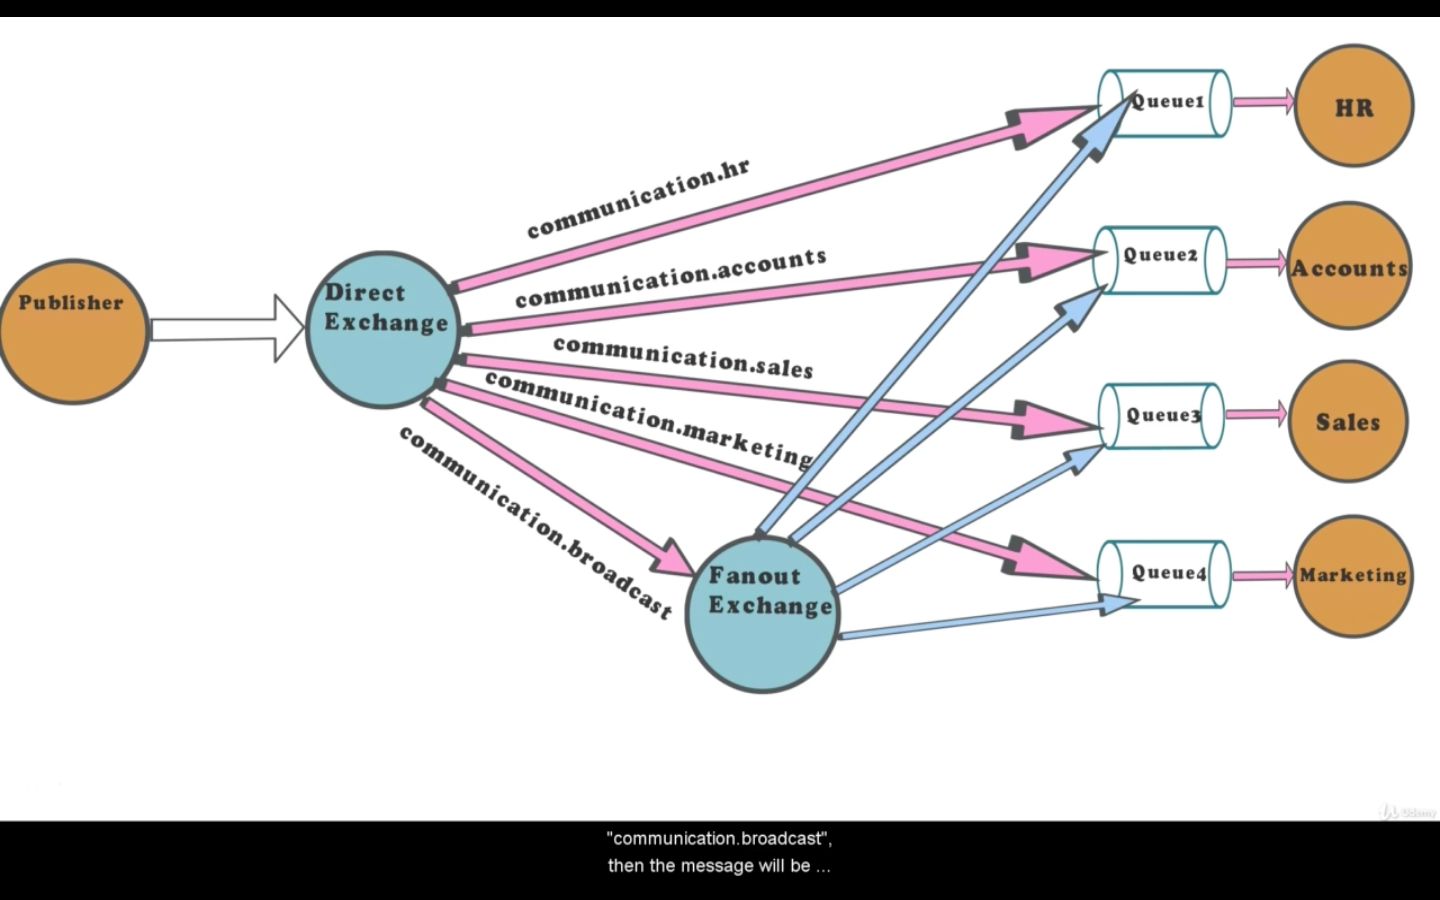 Publisher
Direct
Exchange
communication.hr
communication.accounts
communication.sales
communication.marketing
communication.broadcast
Fanout
Exchange
Queue1
HR
Queue2
Accounts
Queue3
Sales
Queue4
Marketing
Udemy
"communication.broadcast",
then the message will be ...